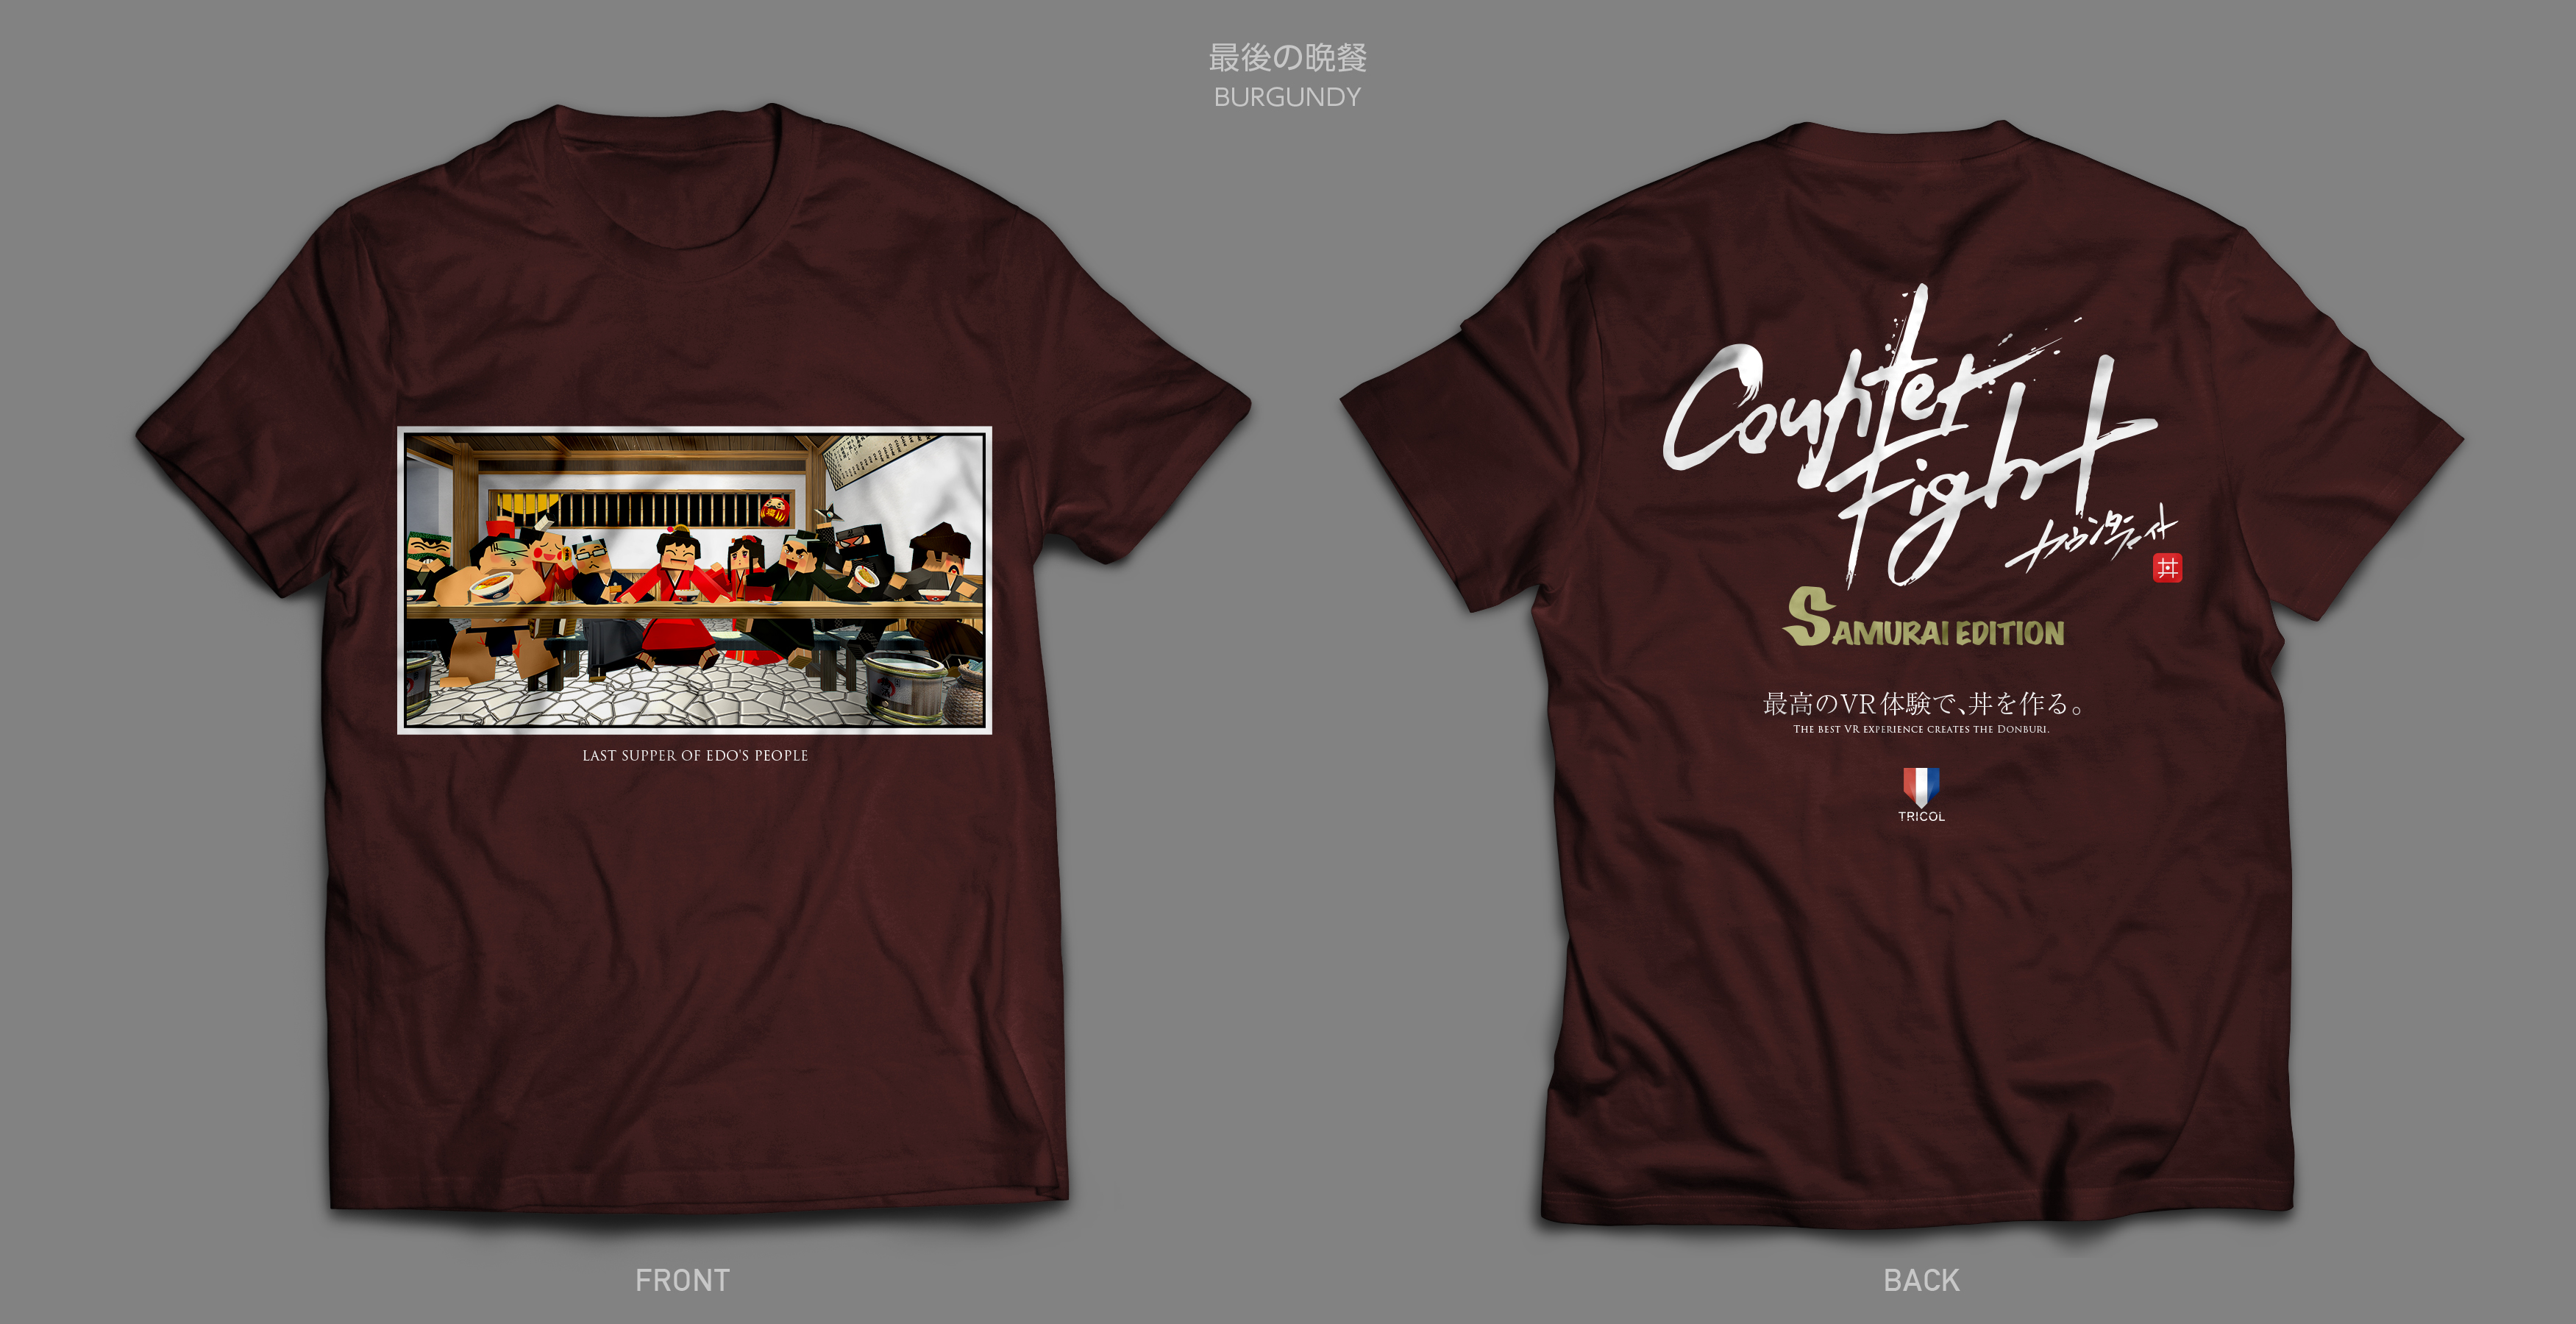 最後の晩餐
BURGUNDY
LAST SUPPER OF EDO'S PEOPLE
Counter
Fight
カウンターファイト
丼
SAMURAI EDITION
最高のVR体験で、丼を作る。
THE BEST VR EXPERIENCE CREATES THE DONBURI.
TRICOL
FRONT
BACK